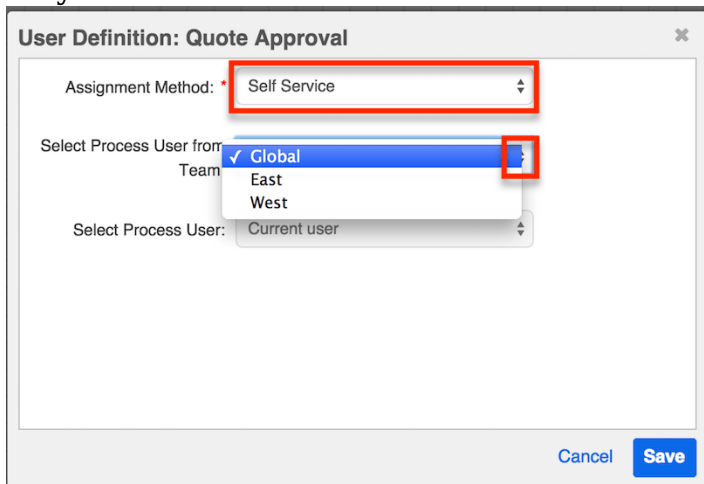 User Definition: Quote Approval
Assignment Method: * Self Service
Select Process User from
Team
✓ Global
East
West
Select Process User: Current user
Cancel Save